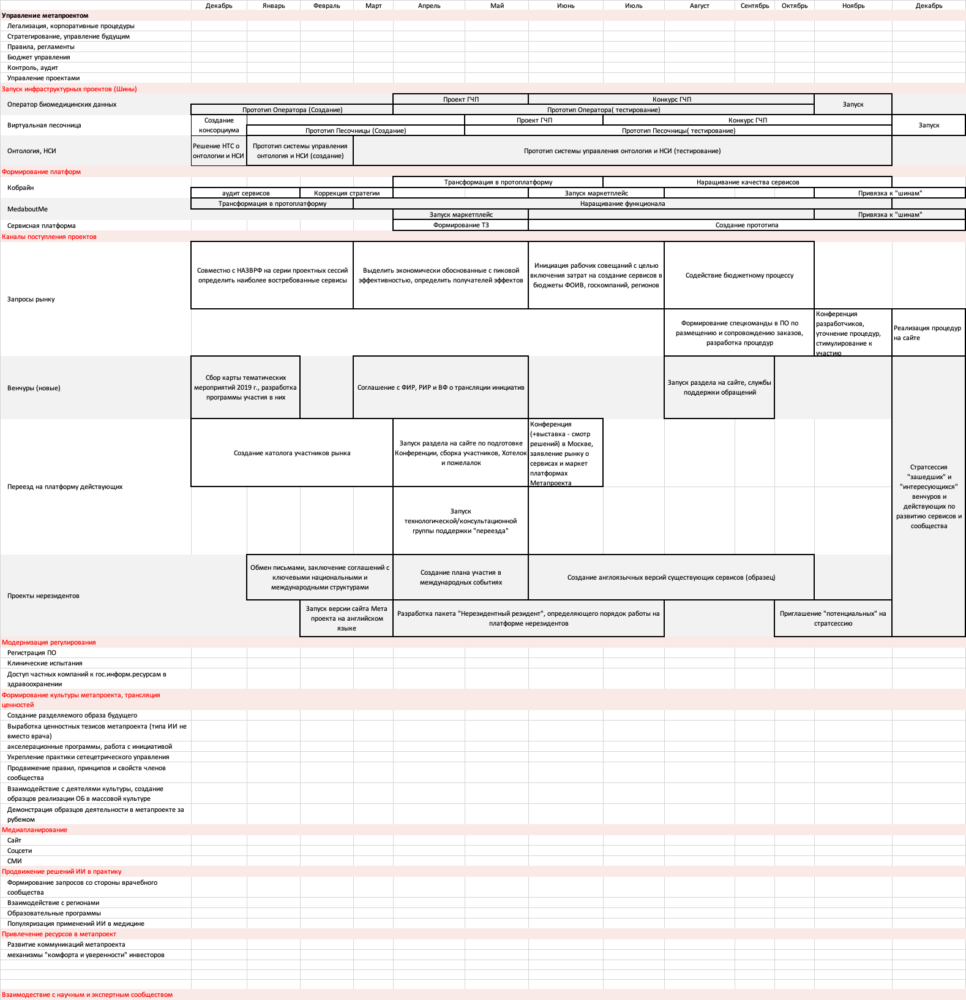 Декабрь Январь Февраль Март Апрель Май Июнь Июль Август Сентябрь Октябрь Ноябрь Декабрь
Управление метапроектом
Легализация, корпоративные процедуры
Стратегирование, управление будущим
Правила, регламенты
Бюджет управления
Контроль, аудит
Управление проектами
Запуск инфраструктурных проектов (Шины)
Оператор биомедицинских данных
Проект ГЧП Конкурс ГЧП
Запуск
Прототип Оператора (Создание) Прототип Оператора( тестирование)
Виртуальная песочница
Создание
консорциума
Проект ГЧП Конкурс ГЧП
Прототип Песочницы (Создание) Прототип Песочницы( тестирование)
Запуск
Онтология, НСИ
Решение НТС о
онтологии и НСИ
Прототип системы управления
онтология и НСИ (создание)
Прототип системы управления онтология и НСИ (тестирование)
Формирование платформ
Кобрайн
Трансформация в протоплатформу Наращивание качества сервисов
аудит сервисов Коррекция стратегии Запуск маркетплейс Привязка к "шинам"
MedaboutMe
Трансформация в протоплатформу Наращивание функционала
Запуск маркетплейс Привязка к "шинам"
Сервисная платформа Формирование ТЗ Создание прототипа
Каналы поступления проектов
Запросы рынку
Совместно с НАЗВРФ на серии проектных сессий
определить наиболее востребованные сервисы
Выделить экономически обоснованные с пиковой
эффективностью, определить получателей эффектов
Инициация рабочих совещаний с целью
включения затрат на создание сервисов в
бюджеты ФОИВ, госкомпаний, регионов
Содействие бюджетному процессу
Формирование спецкоманды в ПО по
размещению и сопровождению заказов,
разработка процедур
Конференция
разработчиков,
уточнение процедур,
стимулирование к
участию
Реализация процедур
на сайте
Венчуры (новые)
Сбор карты тематических
мероприятий 2019 г., разработка
программы участия в них
Соглашение с ФИР, РИР и ВФ о трансляции инициатив
Запуск раздела на сайте, службы
поддержки обращений
Стратсессия
"зашедших" и
"интересующихся"
венчуров и
действующих по
развитию сервисов и
сообщества
Переезд на платформу действующих
Создание католога участников рынка
Запуск раздела на сайте по подготовке
Конференции, сборка участников, Хотелок
и пожелалок
Конференция
(+выставка - смотр
решений) в Москве,
заявление рынку о
сервисах и маркет
платформах
Метапроекта
Запуск
технологической/консультационной
группы поддержки "переезда"
Проекты нерезидентов
Обмен письмами, заключение соглашений с
ключевыми национальными и
международными структурами
Создание плана участия в
международных событиях
Создание англоязычных версий существующих сервисов (образец)
Запуск версии сайта Мета
проекта на английском
языке
Разработка пакета "Нерезидентный резидент", определяющего порядок работы на
платформе нерезидентов
Приглашение "потенциальных" на
стратсессию
Модернизация регулирования
Регистрация ПО
Клинические испытания
Доступ частных компаний к гос.информ.ресурсам в
здравоохранении
Формирование культуры метапроекта, трансляция
ценностей
Создание разделяемого образа будущего
Выработка ценностных тезисов метапроекта (типа ИИ не
вместо врача)
акселерационные программы, работа с инициативой
Укрепление практики сетецетрического управления
Продвижение правил, принципов и свойств членов
сообщества
Взаимодействие с деятелями культуры, создание
образцов реализации ОБ в массовой культуре
Демонстрация образцов деятельности в метапроекте за
рубежом
Медиапланирование
Сайт
Соцсети
СМИ
Продвижение решений ИИ в практику
Формирование запросов со стороны врачебного
сообщества
Взаимодействие с регионами
Образовательные программы
Популяризация применений ИИ в медицине
Привлечение ресурсов в метапроект
Развитие коммуникаций метапроекта
механизмы "комфорта и уверенности" инвесторов
Взаимодествие с научным и экспертным сообществом